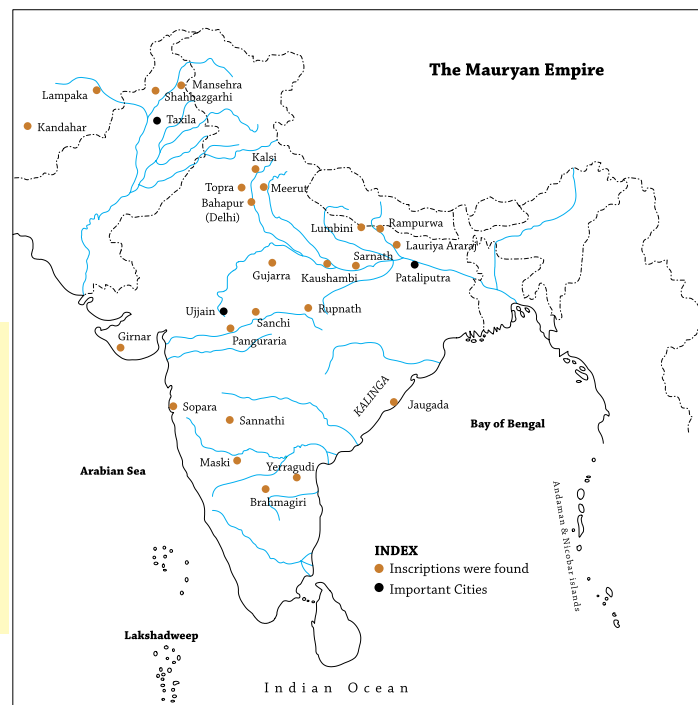 The Mauryan Empire
Mansehra
Lampaka
Shahbazgarhi
Taxila
Kandahar
Kalsi
Topra
Meerut
Bahapur
(Delhi)
Lumbini
Rampurwa
Lauriya Araraj
Sarnath
Gujarra
Kaushambi
Pataliputra
Ujjain
Rupnath
Sanchi
Girnar
Panguraria
KALINGA
Sopara
Jaugada
Sannathi
Bay of Bengal
Maski
Yerragudi
Arabian Sea
Brahmagiri
Andaman & Nicobar islands
INDEX
Inscriptions were found
Important Cities
Lakshadweep
Indian Ocean